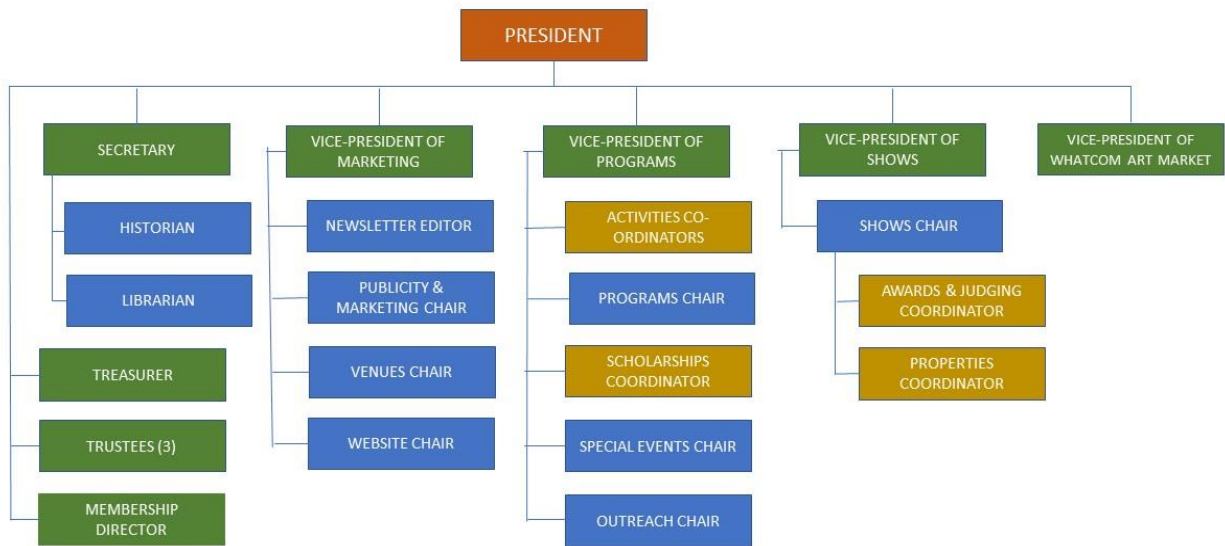 PRESIDENT
SECRETARY
HISTORIAN
LIBRARIAN
TREASURER
TRUSTEES (3)
MEMBERSHIP
DIRECTOR
VICE-PRESIDENT OF
MARKETING
NEWSLETTER EDITOR
PUBLICITY &
MARKETING CHAIR
VENUES CHAIR
WEBSITE CHAIR
VICE-PRESIDENT OF
PROGRAMS
ACTIVITIES CO-
ORDINATORS
PROGRAMS CHAIR
SCHOLARSHIPS
COORDINATOR
SPECIAL EVENTS CHAIR
OUTREACH CHAIR
VICE-PRESIDENT OF
SHOWS
SHOWS CHAIR
AWARDS & JUDGING
COORDINATOR
PROPERTIES
COORDINATOR
VICE-PRESIDENT OF
WHATCOM ART MARKET